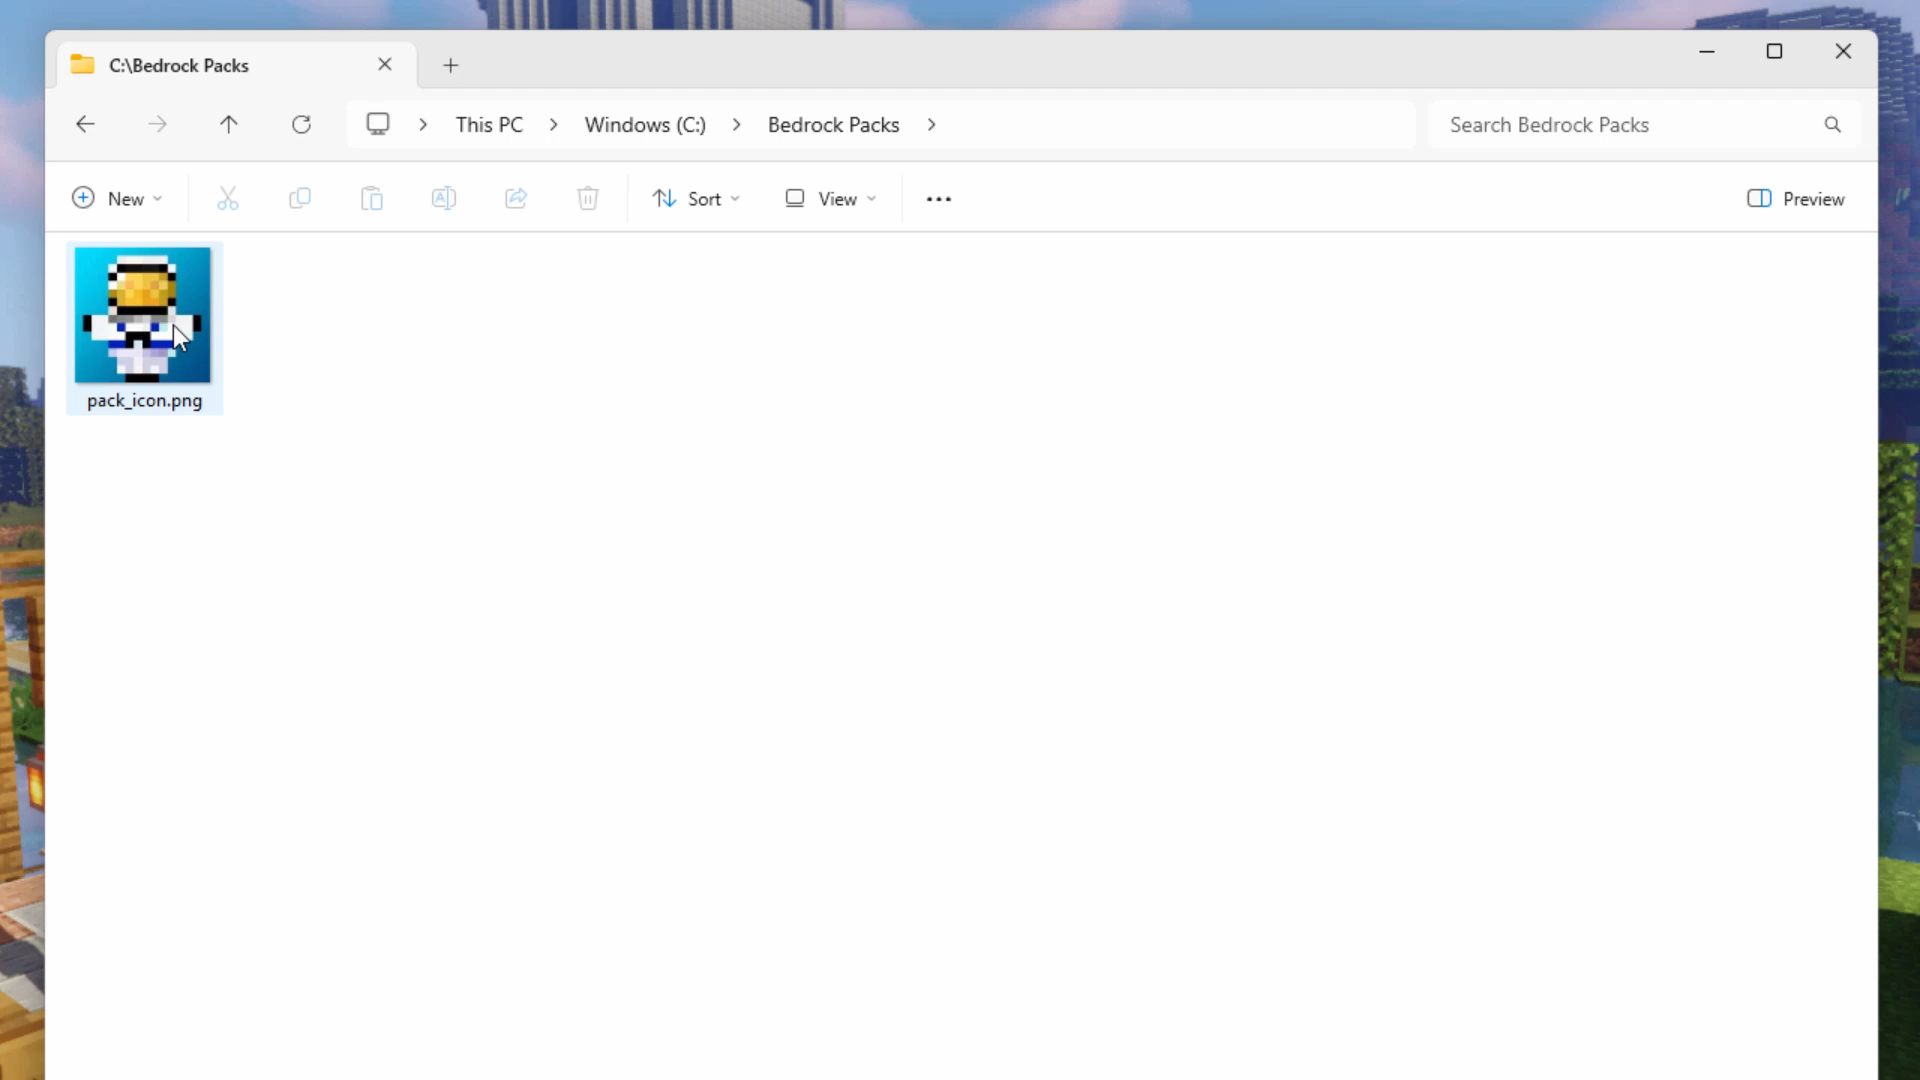 C:\Bedrock Packs
This PC
Windows (C:)
Bedrock Packs
Search Bedrock Packs
New
Sort
View
Preview
pack_icon.png